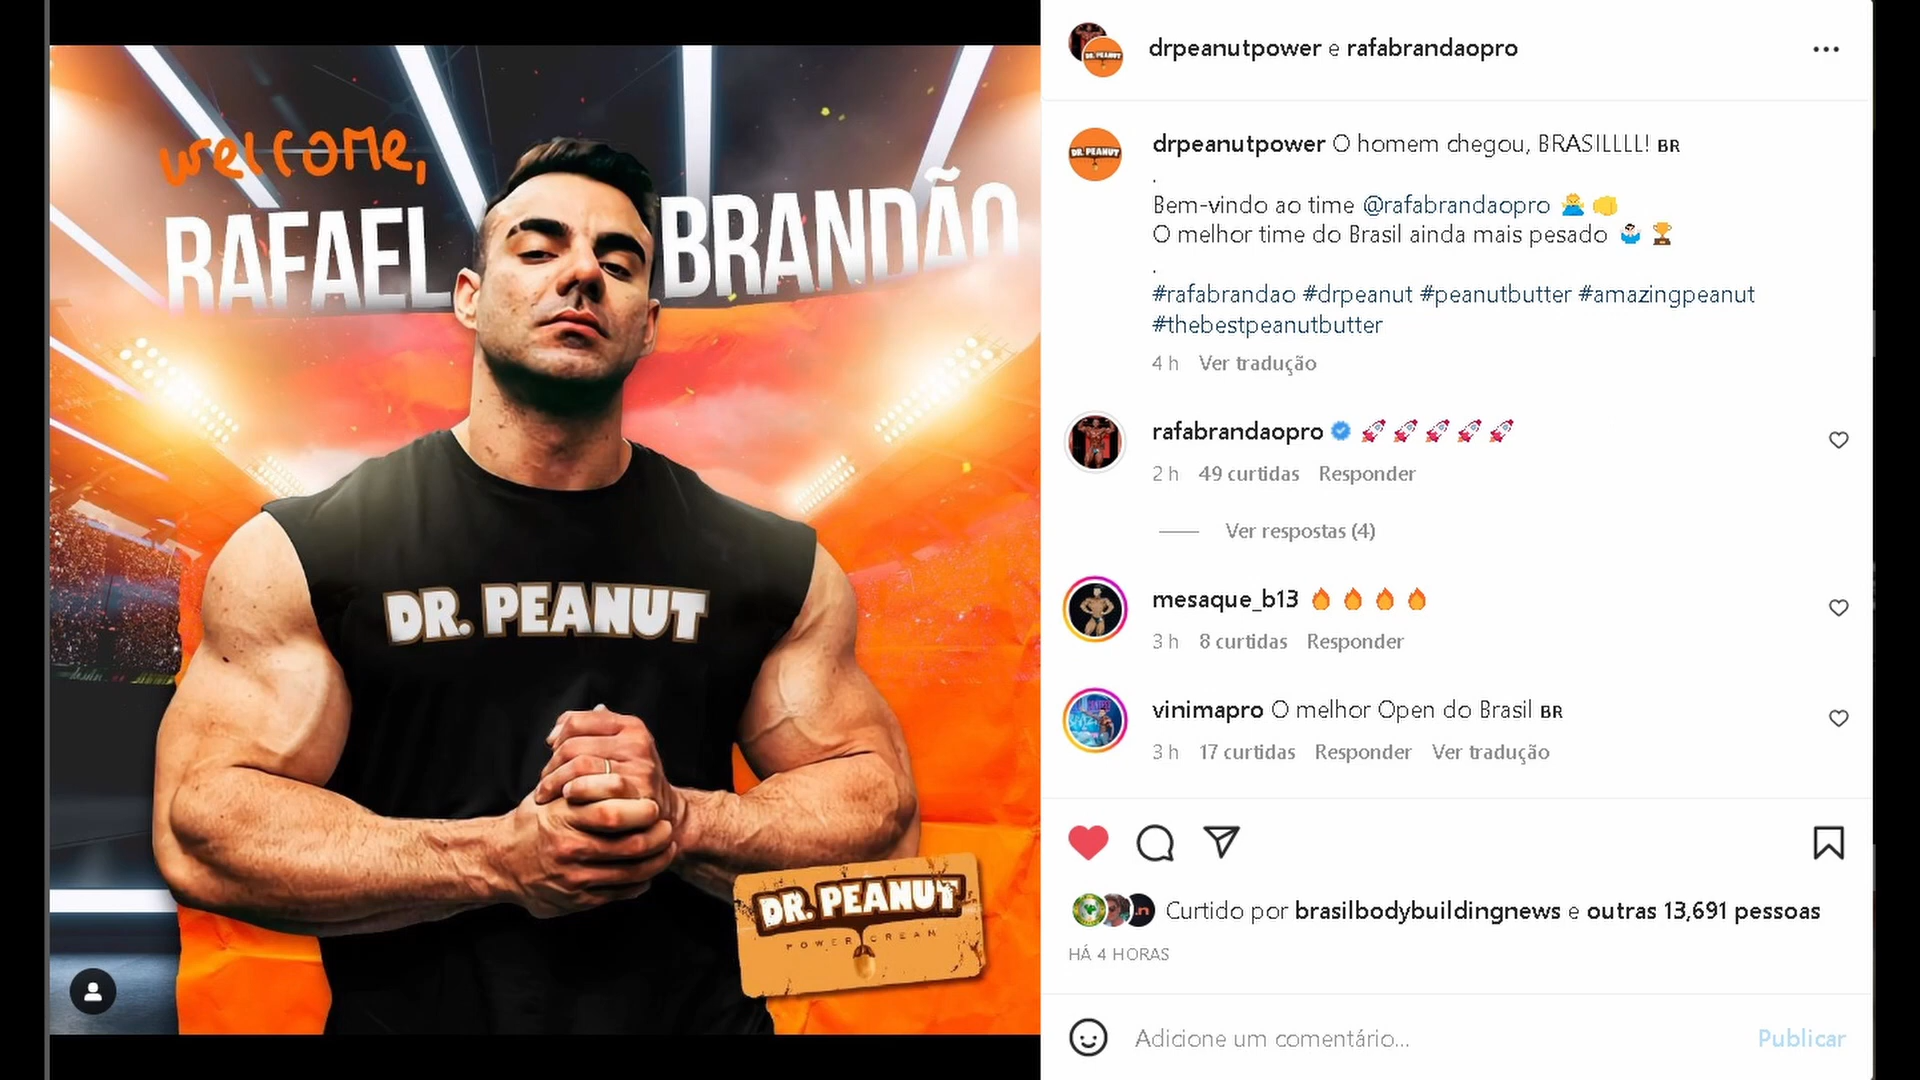 welcome,
RAFAEL BRANDÃO
DR. PEANUT
DR. PEANUT
POWER CREAM
drpeanutpower e rafabrandaopro
DR. PEANUT
drpeanutpower O homem chegou, BRASILLLL! BR
.
Bem-vindo ao time @rafabrandaopro 🙇‍♂️ 👊
O melhor time do Brasil ainda mais pesado 🤷🏻‍♂️ 🏆
.
#rafabrandao #drpeanut #peanutbutter #amazingpeanut
#thebestpeanutbutter
4 h Ver tradução
rafabrandaopro 🚀🚀🚀🚀🚀
2 h 49 curtidas Responder
Ver respostas (4)
mesaque_b13 🔥🔥🔥🔥
3 h 8 curtidas Responder
vinimapro O melhor Open do Brasil BR
3 h 17 curtidas Responder Ver tradução
Curtido por brasilbodybuildingnews e outras 13,691 pessoas
HÁ 4 HORAS
Adicione um comentário... Publicar